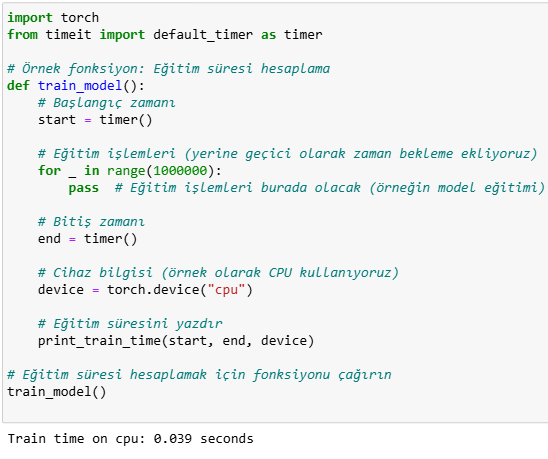 import torch
from timeit import default_timer as timer

# Örnek fonksiyon: Eğitim süresi hesaplama
def train_model():
    # Başlangıç zamanı
    start = timer()

    # Eğitim işlemleri (yerine geçici olarak zaman bekleme ekliyoruz)
    for _ in range(1000000):
        pass  # Eğitim işlemleri burada olacak (örneğin model eğitimi)

    # Bitiş zamanı
    end = timer()

    # Cihaz bilgisi (örnek olarak CPU kullanıyoruz)
    device = torch.device("cpu")

    # Eğitim süresini yazdır
    print_train_time(start, end, device)

# Eğitim süresi hesaplamak için fonksiyonu çağırın
train_model()

Train time on cpu: 0.039 seconds